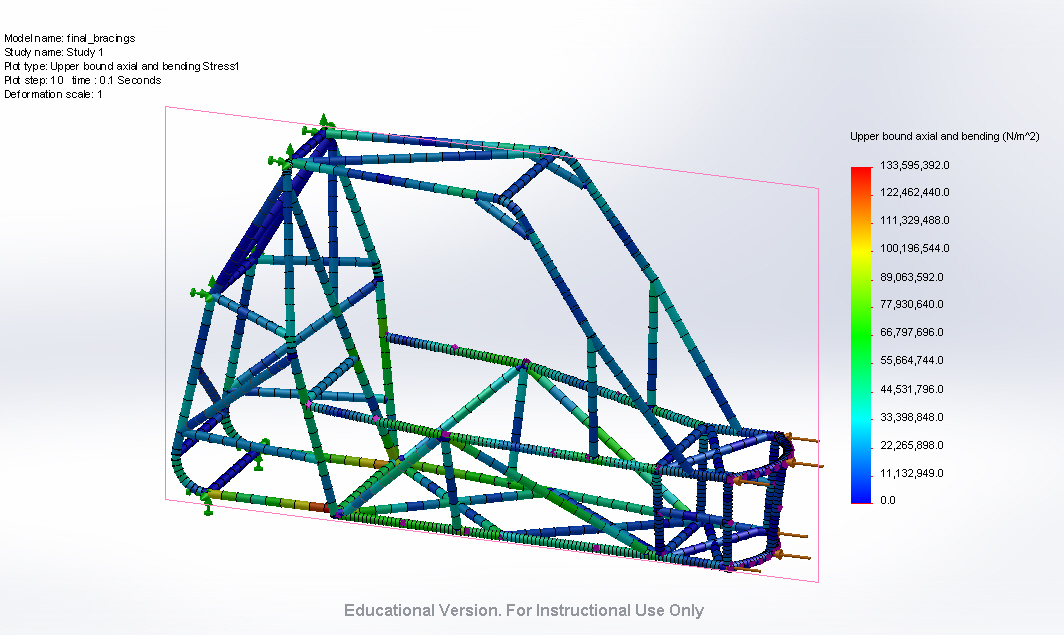 Model name: final_bracings
Study name: Study 1
Plot type: Upper bound axial and bending Stress1
Plot step: 10 time : 0.1 Seconds
Deformation scale: 1
Upper bound axial and bending (N/m^2)
133,595,392.0
122,462,440.0
111,329,488.0
100,196,544.0
89,063,592.0
77,930,640.0
66,797,696.0
55,664,744.0
44,531,796.0
33,398,848.0
22,265,898.0
11,132,949.0
0.0
Educational Version. For Instructional Use Only